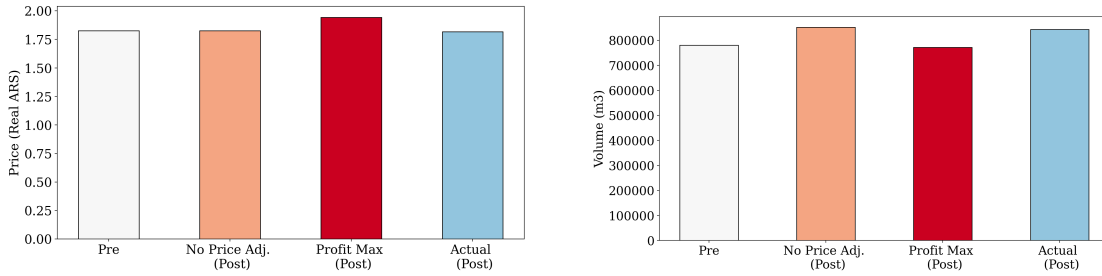 Price (Real ARS)
2.00
1.75
1.50
1.25
1.00
0.75
0.50
0.25
0.00
Pre
No Price Adj.
(Post)
Profit Max
(Post)
Actual
(Post)
Volume (m3)
800000
700000
600000
500000
400000
300000
200000
100000
0
Pre
No Price Adj.
(Post)
Profit Max
(Post)
Actual
(Post)